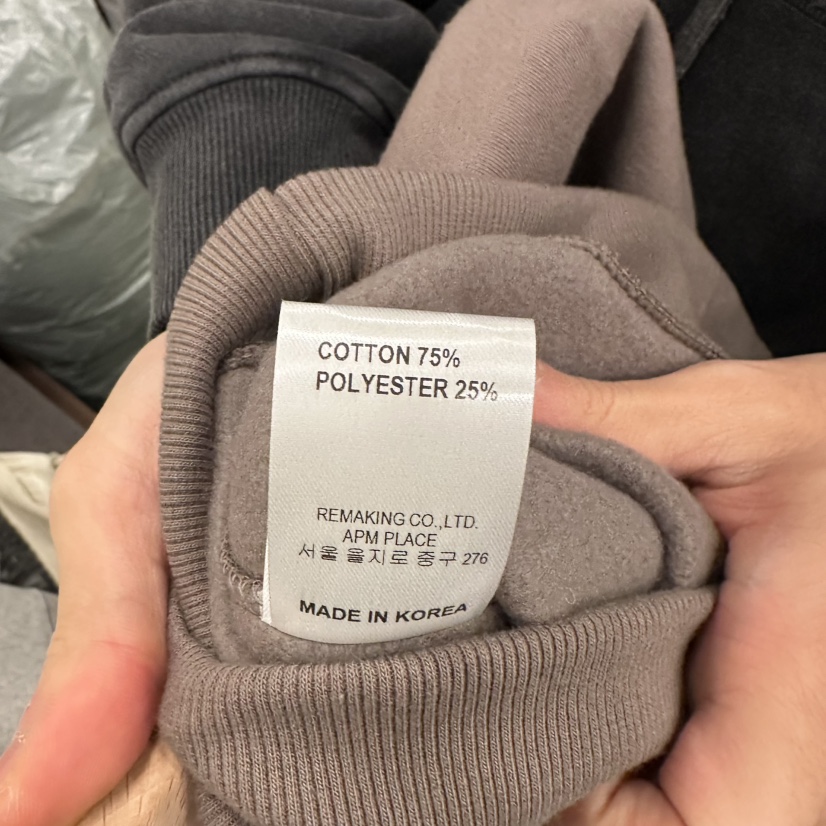 COTTON 75%
POLYESTER 25%
REMAKING CO.,LTD.
APM PLACE
서울 을지로 중구 276
MADE IN KOREA